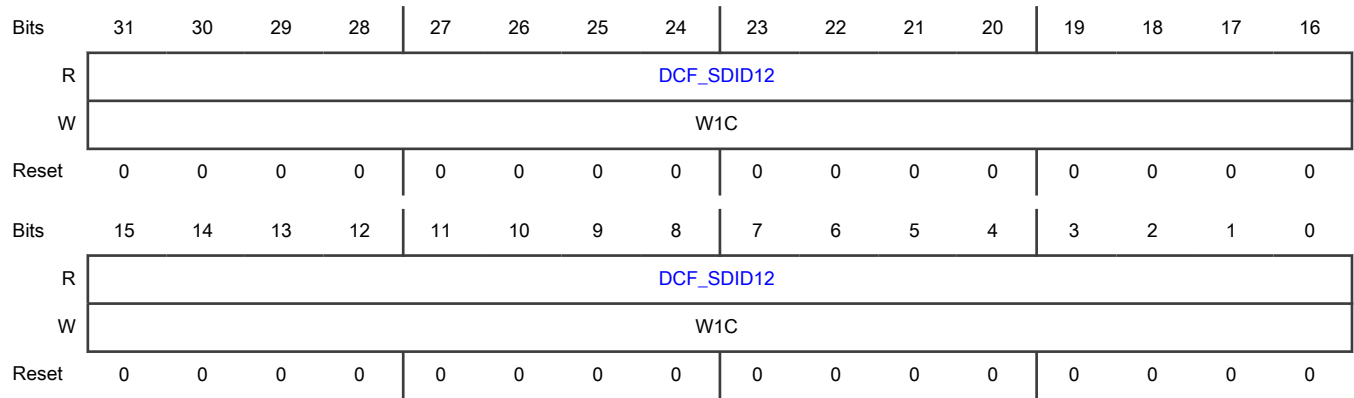 Bits 31 30 29 28 27 26 25 24 23 22 21 20 19 18 17 16
R DCF_SDID12
W W1C
Reset 0 0 0 0 0 0 0 0 0 0 0 0 0 0 0 0
Bits 15 14 13 12 11 10 9 8 7 6 5 4 3 2 1 0
R DCF_SDID12
W W1C
Reset 0 0 0 0 0 0 0 0 0 0 0 0 0 0 0 0